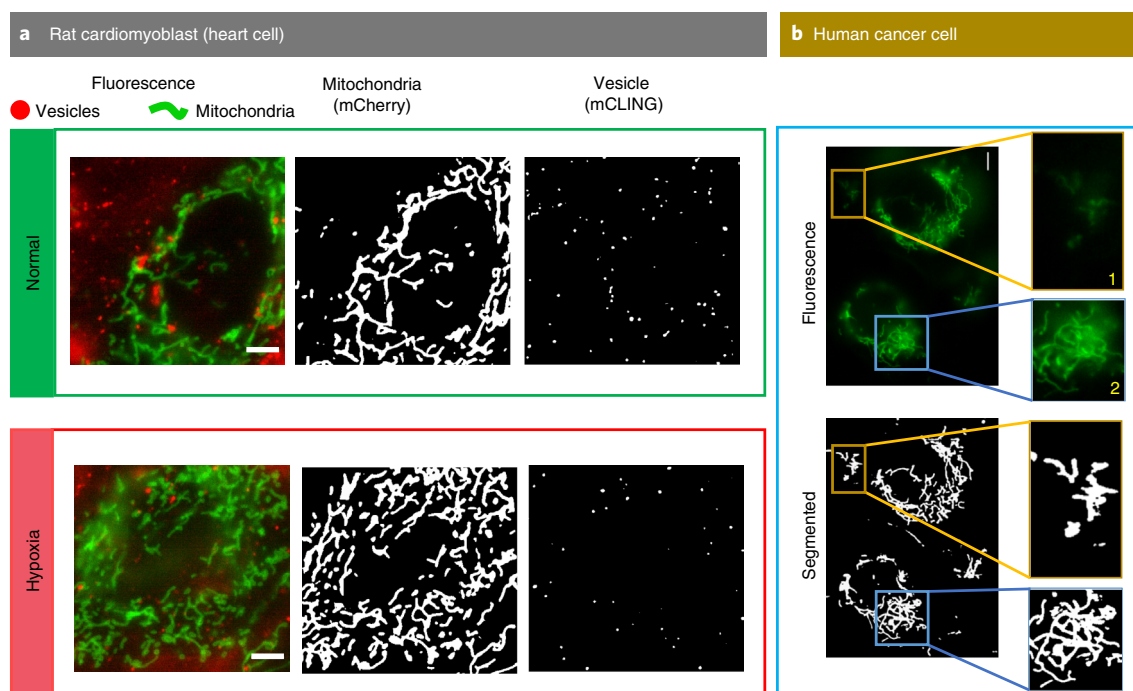 a Rat cardiomyoblast (heart cell)
b Human cancer cell
Fluorescence
Vesicles
Mitochondria
Mitochondria
(mCherry)
Vesicle
(mCLING)
Normal
Hypoxia
Fluorescence
1
2
Segmented